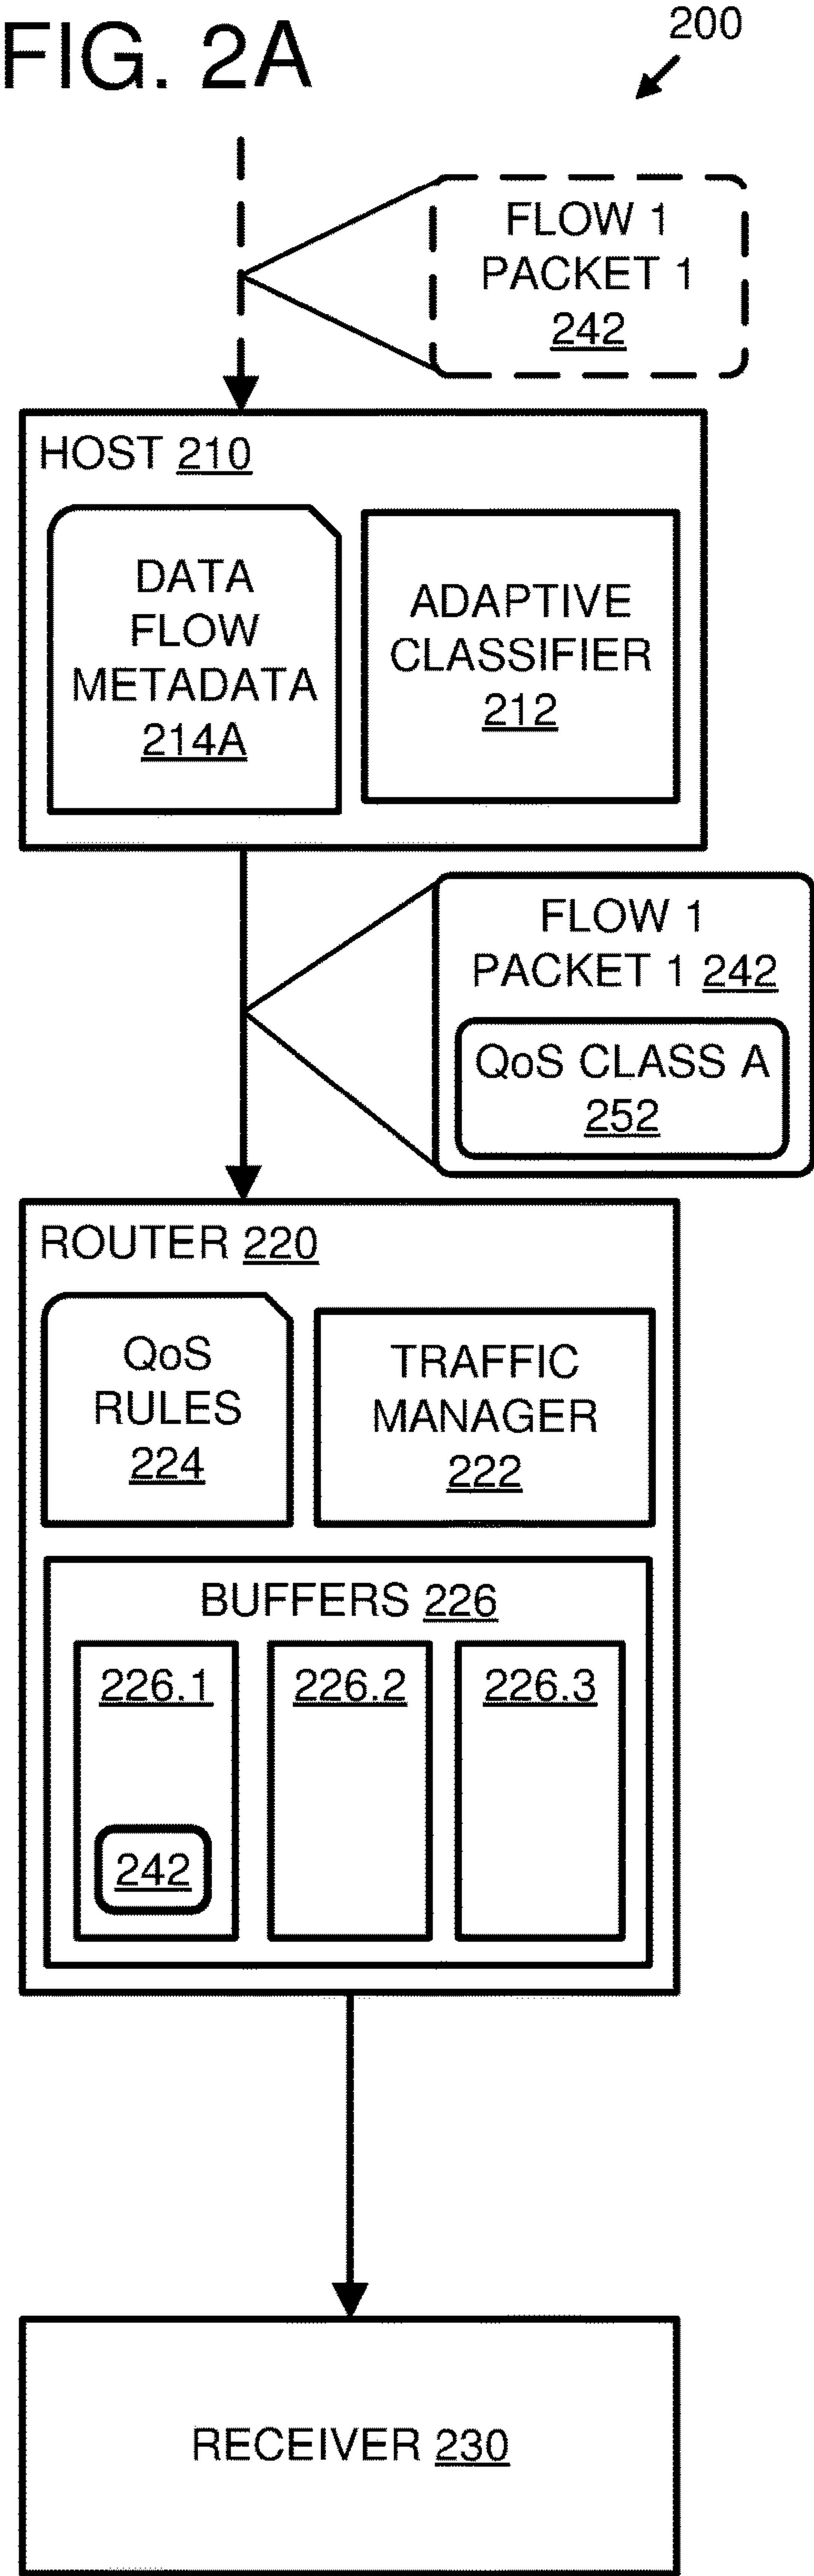 FIG. 2A
200
FLOW 1
PACKET 1
242
HOST 210
DATA
FLOW
METADATA
214A
ADAPTIVE
CLASSIFIER
212
FLOW 1
PACKET 1 242
QoS CLASS A
252
ROUTER 220
QoS
RULES
224
TRAFFIC
MANAGER
222
BUFFERS 226
226.1
226.2
226.3
242
RECEIVER 230